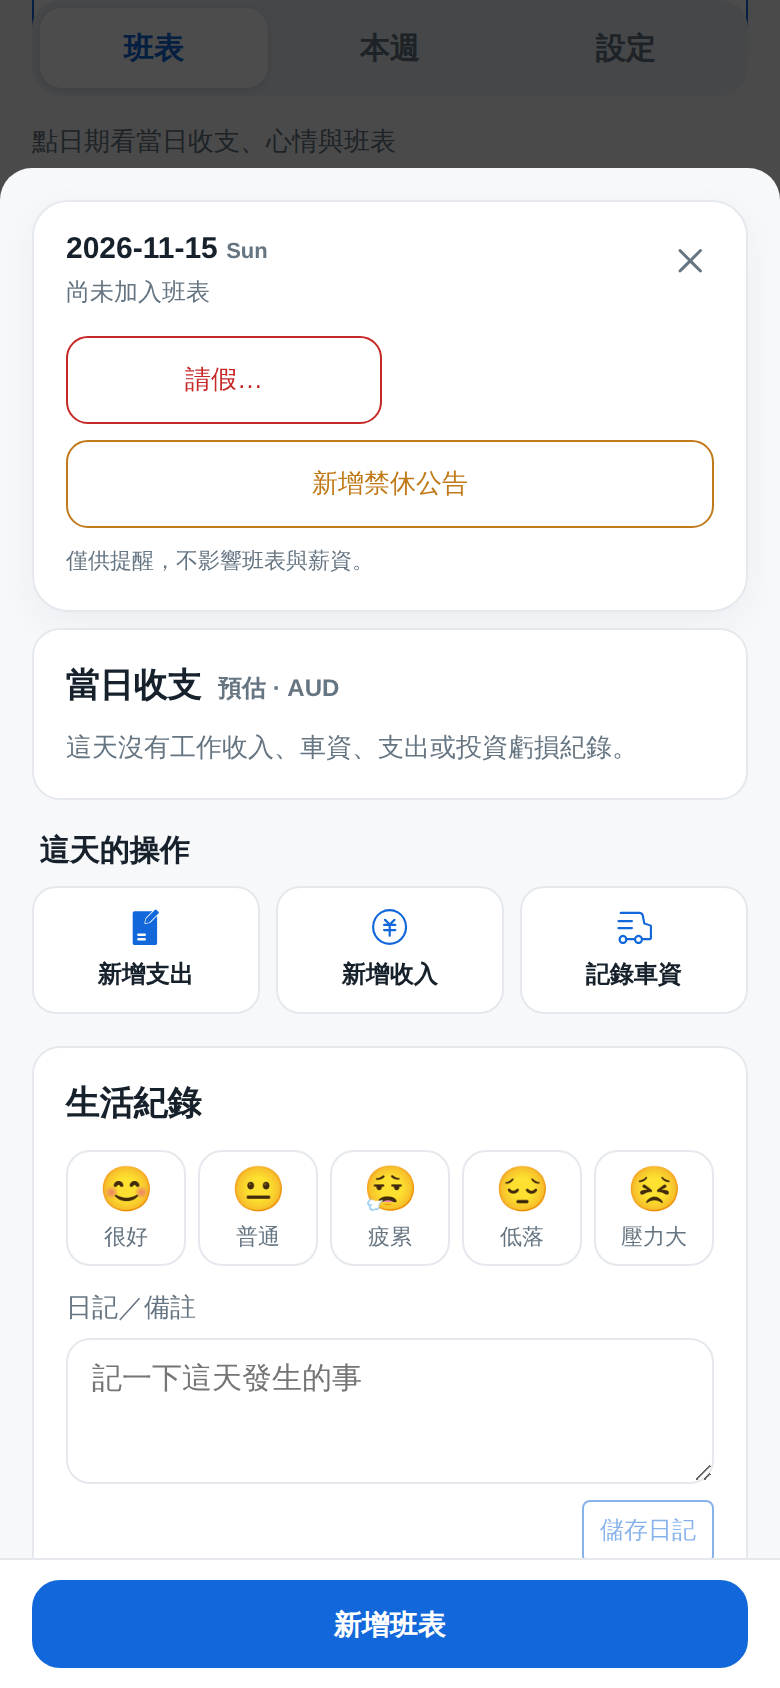 班表 本週 設定
點日期看當日收支、心情與班表
2026-11-15 Sun
尚未加入班表
請假…
新增禁休公告
僅供提醒，不影響班表與薪資。
當日收支 預估 · AUD
這天沒有工作收入、車資、支出或投資虧損紀錄。
這天的操作
新增支出 新增收入 記錄車資
生活紀錄
很好 普通 疲累 低落 壓力大
日記／備註
記一下這天發生的事
儲存日記
新增班表